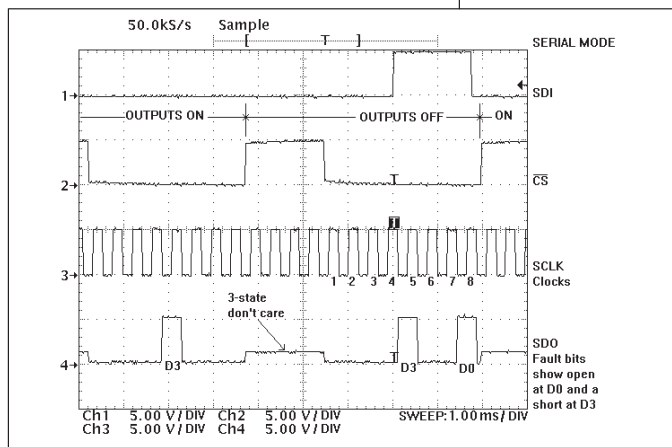 50.0kS/s Sample
[ T ]
SERIAL MODE
1
SDI
OUTPUTS ON OUTPUTS OFF ON
2
T
CS
T
3
1 2 3 4 5 6 7 8
SCLK
Clocks
3-state
don't care
4
D3
T
D3
D0
SDO
Fault bits
show open
at D0 and a
short at D3
Ch1 5.00 V/DIV Ch2 5.00 V/DIV SWEEP:1.00ms/DIV
Ch3 5.00 V/DIV Ch4 5.00 V/DIV